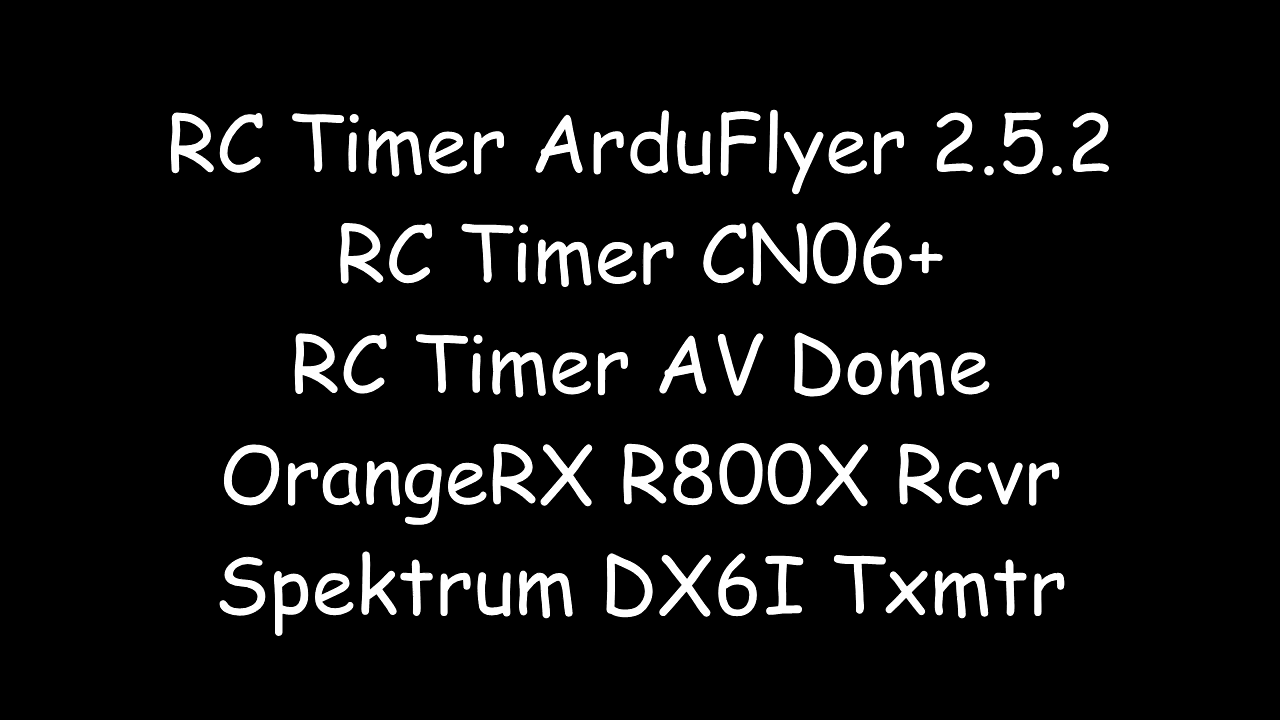 RC Timer ArduFlyer 2.5.2
RC Timer CN06+
RC Timer AV Dome
OrangeRX R800X Rcvr
Spektrum DX6I Txmtr